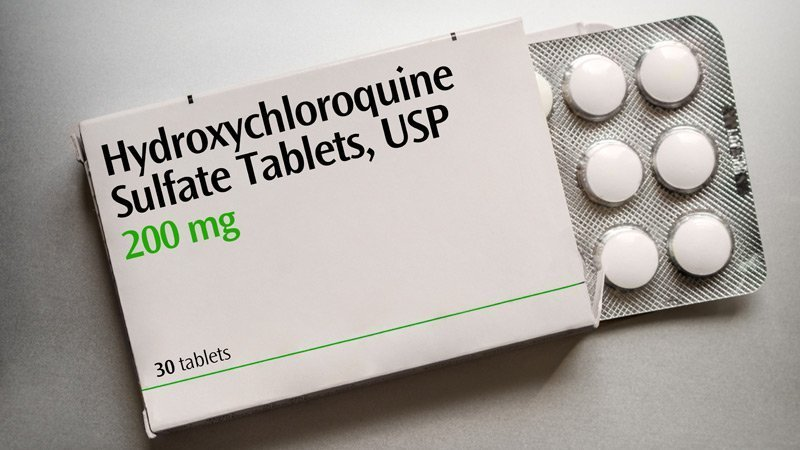 Hydroxychloroquine
Sulfate Tablets, USP
200 mg
30 tablets